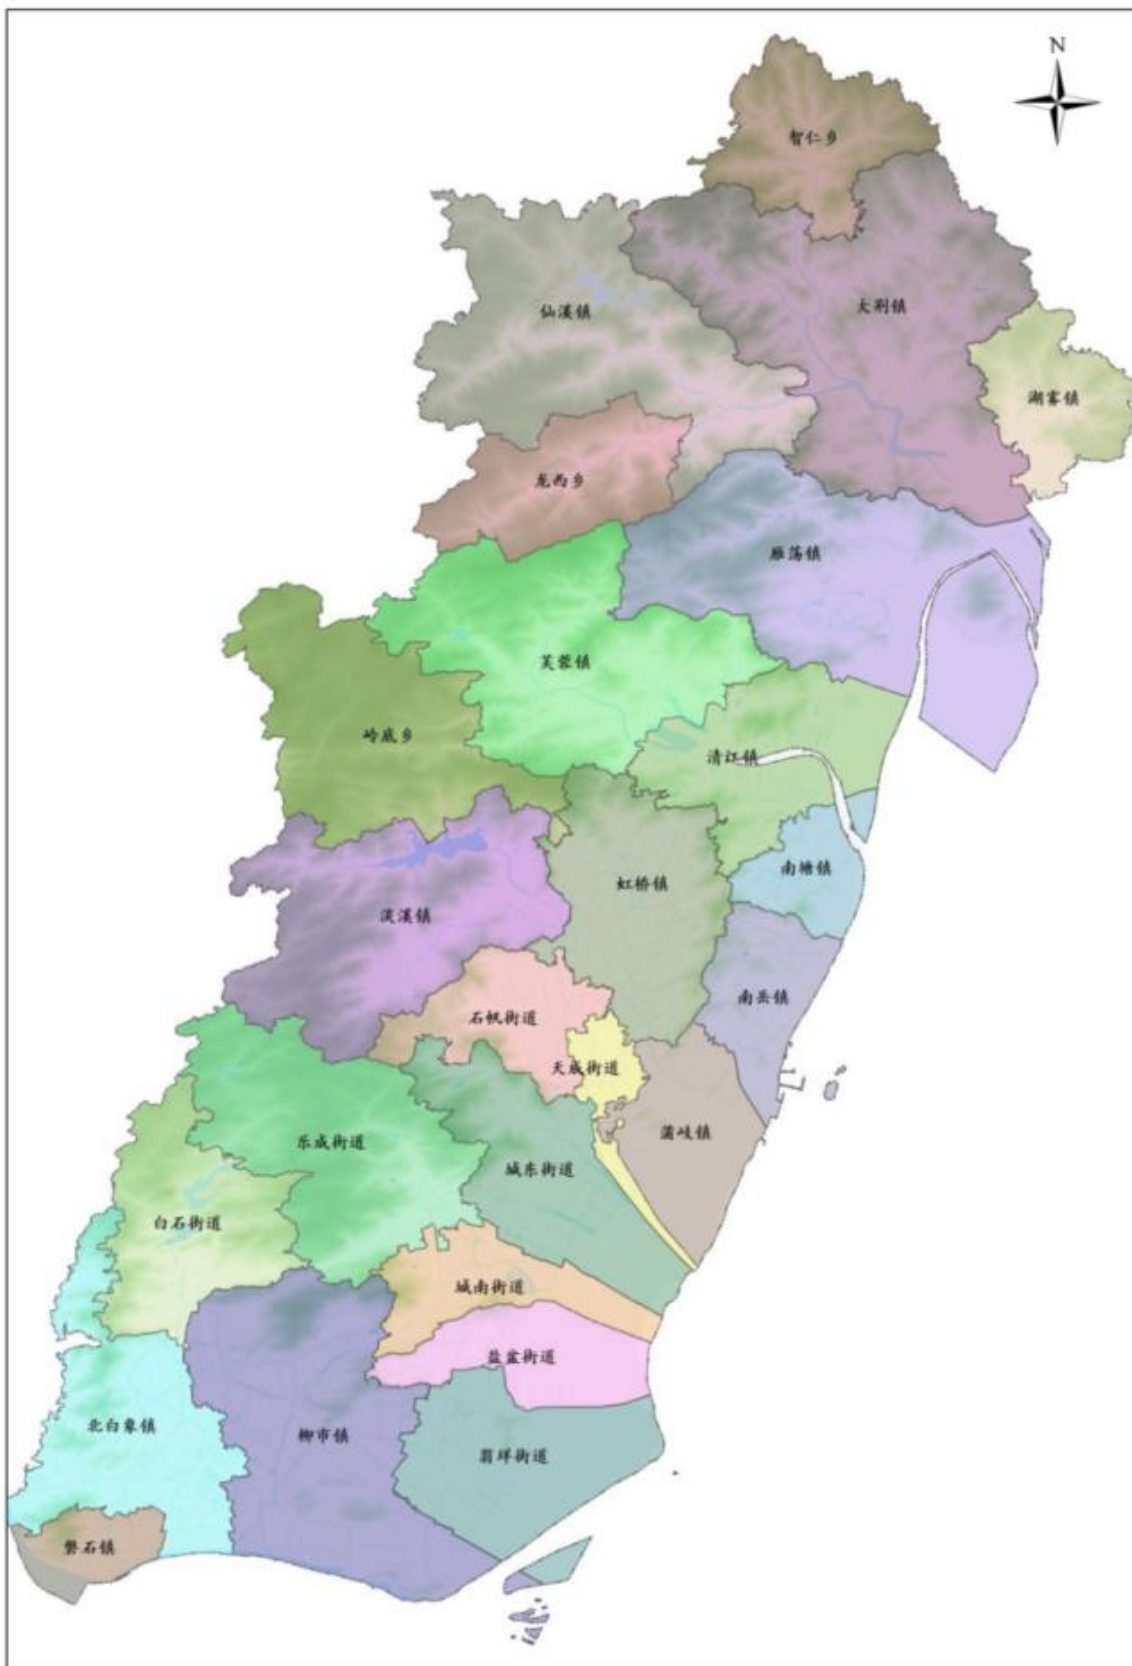 N
智仁乡
大荆镇
仙溪镇
湖雾镇
龙西乡
雁荡镇
芙蓉镇
岭底乡
清江镇
南塘镇
虹桥镇
淡溪镇
南岳镇
石帆街道
天成街道
蒲岐镇
乐成街道
城东街道
白石街道
城南街道
盐盆街道
北白象镇
柳市镇
翁垟街道
磐石镇